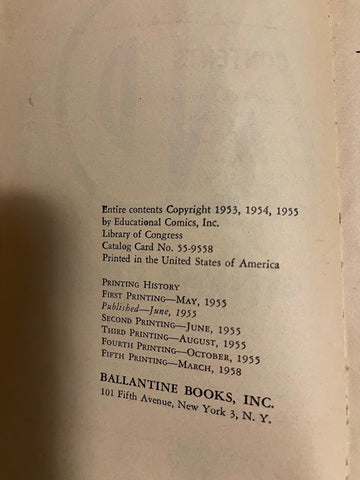 Entire contents Copyright 1953, 1954, 1955
by Educational Comics, Inc.
Library of Congress
Catalog Card No. 55-9558
Printed in the United States of America
PRINTING HISTORY
FIRST PRINTING—MAY, 1955
Published—June, 1955
SECOND PRINTING—JUNE, 1955
THIRD PRINTING—AUGUST, 1955
FOURTH PRINTING—OCTOBER, 1955
FIFTH PRINTING—MARCH, 1958
BALLANTINE BOOKS, INC.
101 Fifth Avenue, New York 3, N. Y.